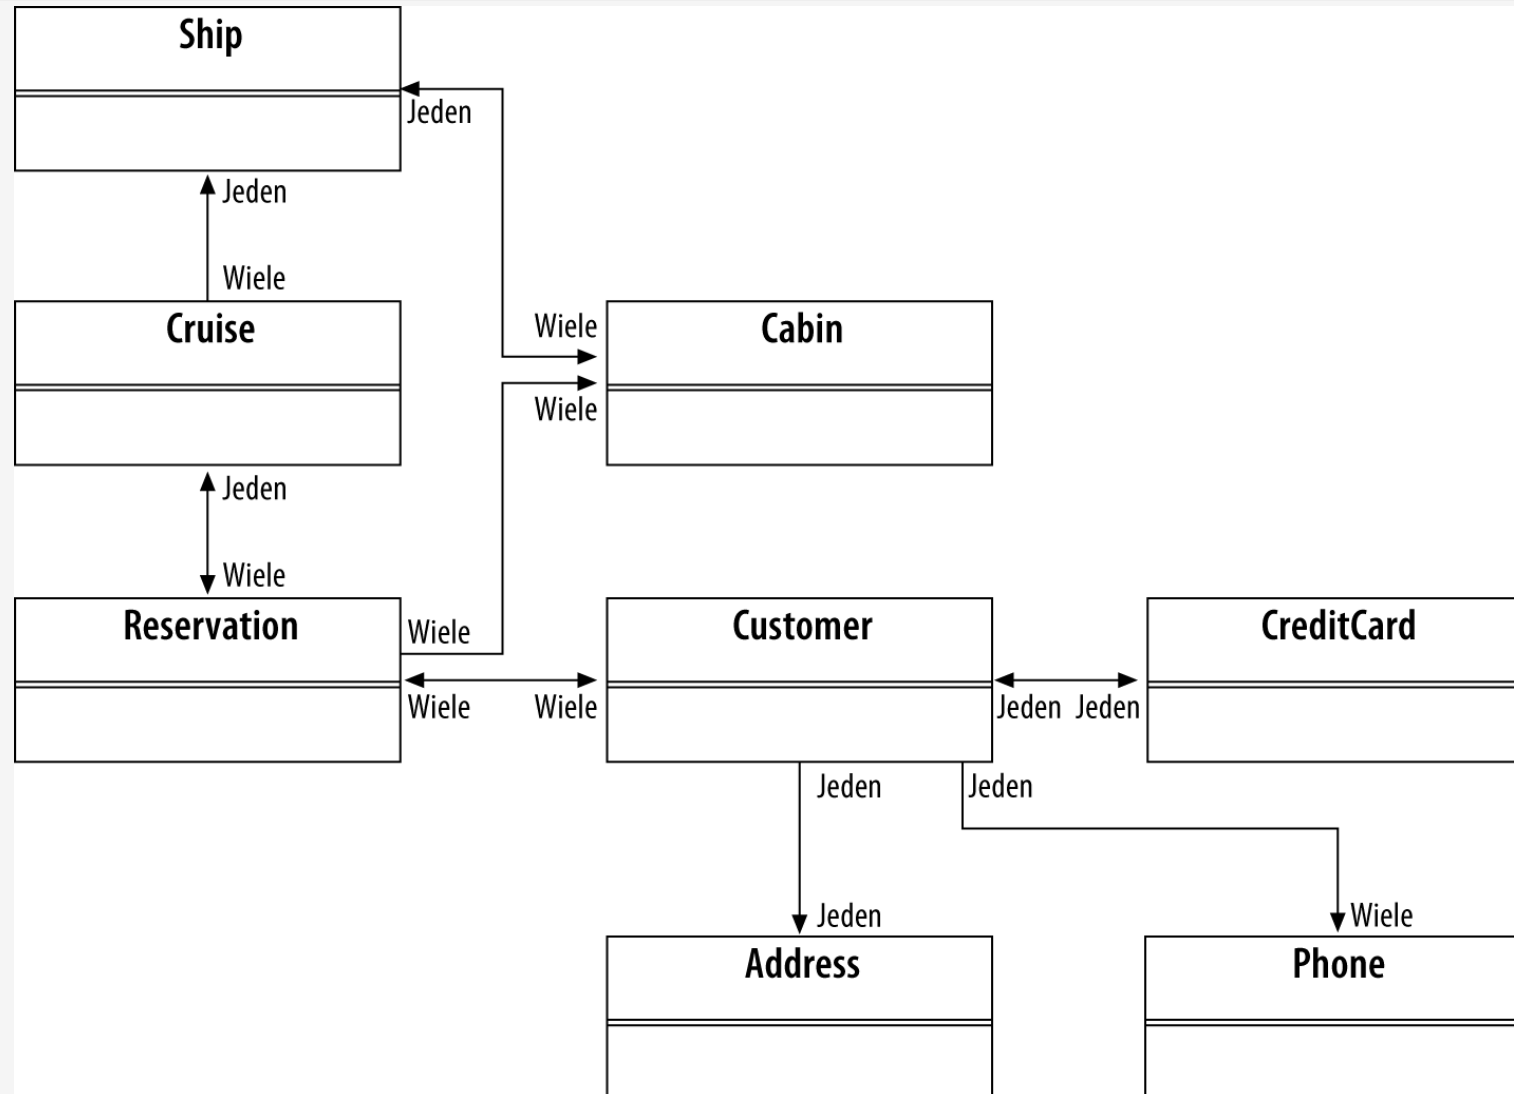 Ship
Jeden
Jeden
Wiele
Cruise
Wiele
Cabin
Wiele
Jeden
Wiele
Reservation
Wiele
Customer
CreditCard
Wiele
Wiele
Jeden
Jeden
Jeden
Jeden
Jeden
Wiele
Address
Phone